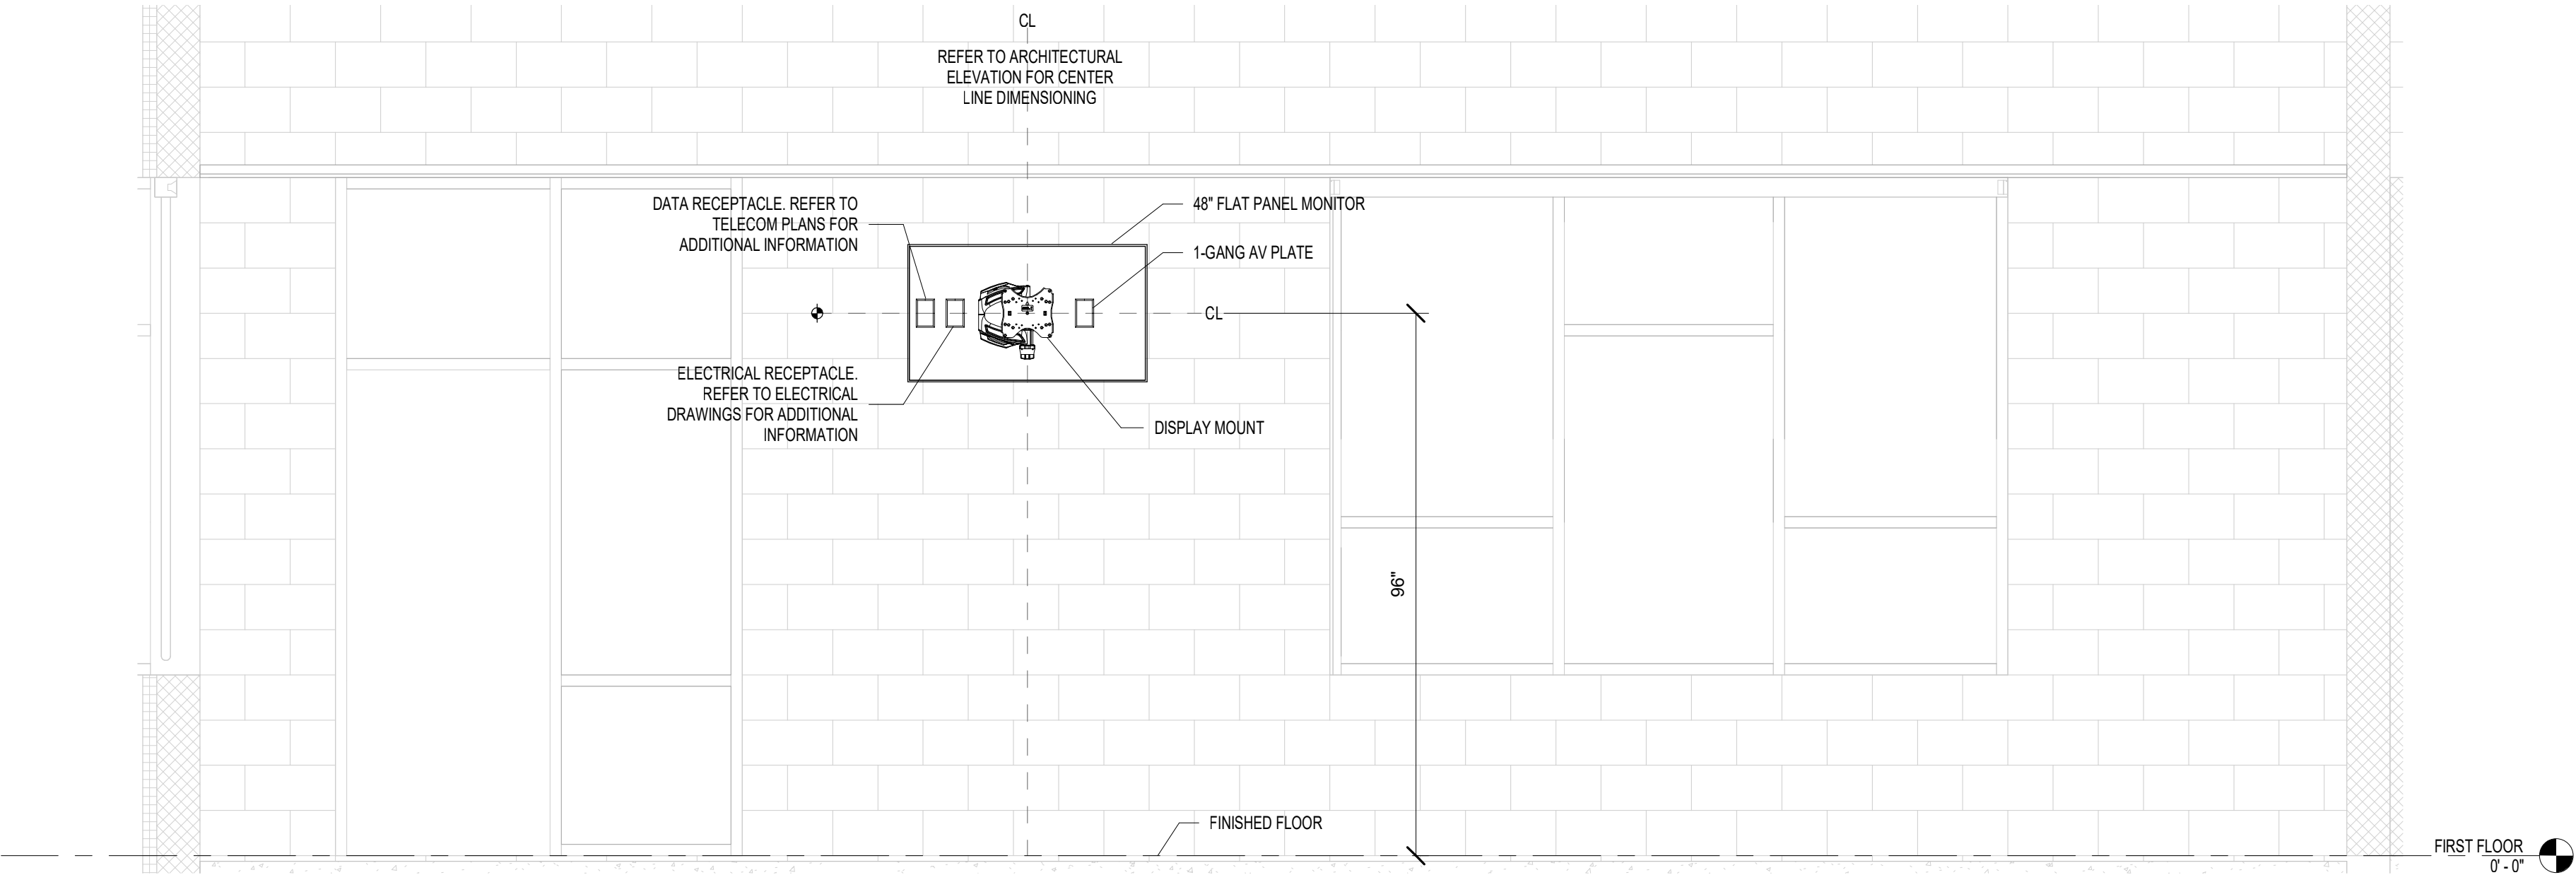 CL
REFER TO ARCHITECTURAL
ELEVATION FOR CENTER
LINE DIMENSIONING
DATA RECEPTACLE. REFER TO
TELECOM PLANS FOR
ADDITIONAL INFORMATION
48" FLAT PANEL MONITOR
1-GANG AV PLATE
CL
ELECTRICAL RECEPTACLE.
REFER TO ELECTRICAL
DRAWINGS FOR ADDITIONAL
INFORMATION
DISPLAY MOUNT
96"
FINISHED FLOOR
FIRST FLOOR
0' - 0"